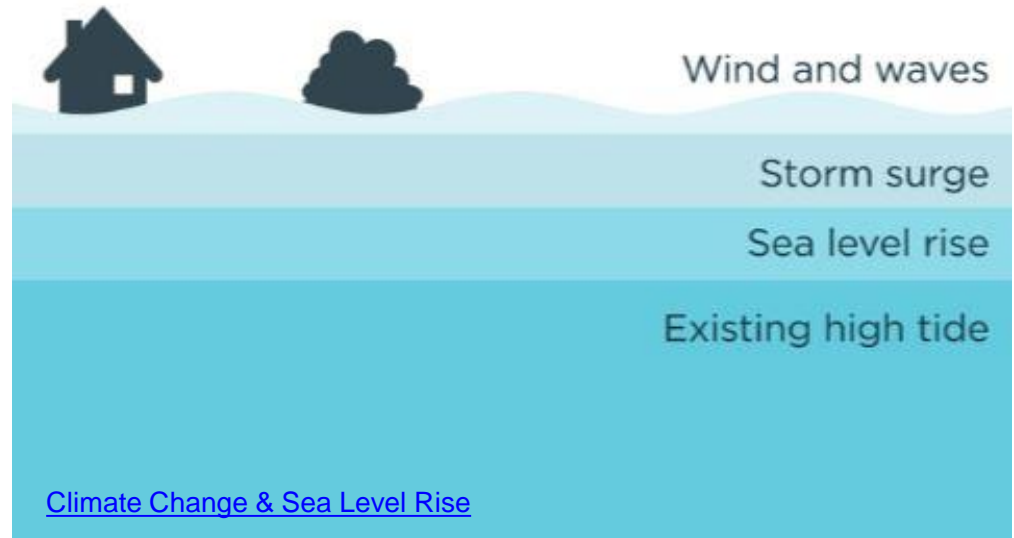 Wind and waves
Storm surge
Sea level rise
Existing high tide
Climate Change & Sea Level Rise